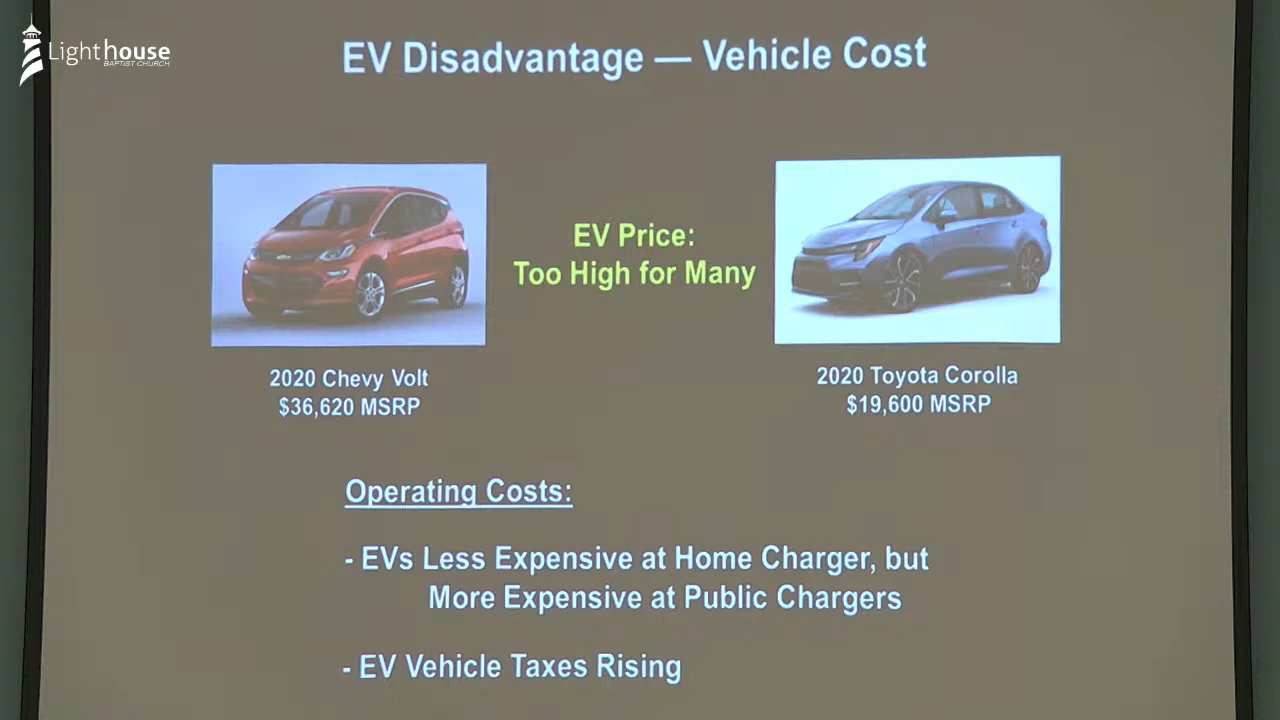 Lighthouse
BAPTIST CHURCH
EV Disadvantage — Vehicle Cost
EV Price:
Too High for Many
2020 Chevy Volt
$36,620 MSRP
2020 Toyota Corolla
$19,600 MSRP
Operating Costs:
- EVs Less Expensive at Home Charger, but
More Expensive at Public Chargers
- EV Vehicle Taxes Rising